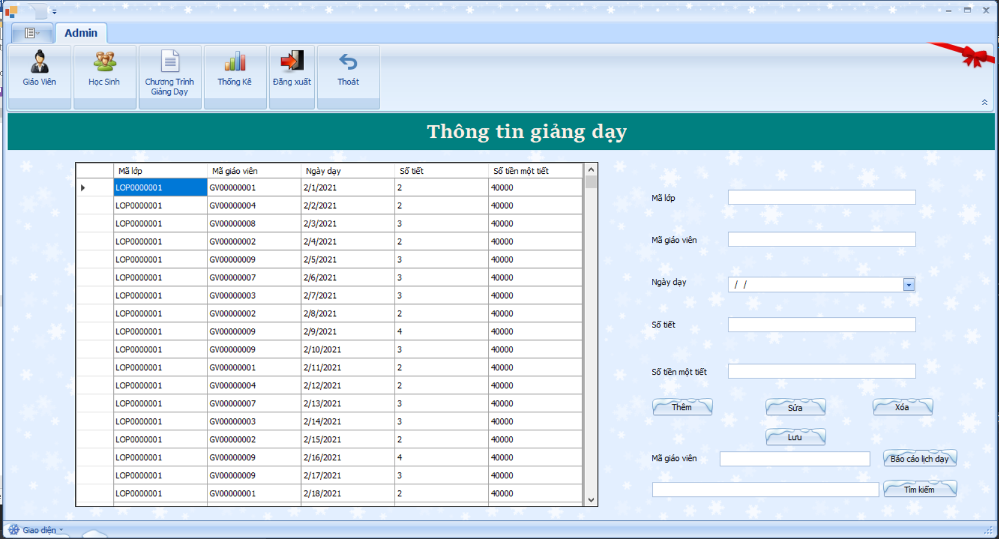 Admin
Giáo Viên
Học Sinh
Chương Trình
Giảng Dạy
Thống Kê
Đăng xuất
Thoát
Thông tin giảng dạy
Mã lớp Mã giáo viên Ngày dạy Số tiết Số tiền một tiết
LOP0000001 GV00000001 2/1/2021 2 40000
LOP0000001 GV00000004 2/2/2021 2 40000
LOP0000001 GV00000008 2/3/2021 3 40000
LOP0000001 GV00000002 2/4/2021 2 40000
LOP0000001 GV00000009 2/5/2021 3 40000
LOP0000001 GV00000007 2/6/2021 3 40000
LOP0000001 GV00000003 2/7/2021 3 40000
LOP0000001 GV00000002 2/8/2021 2 40000
LOP0000001 GV00000009 2/9/2021 4 40000
LOP0000001 GV00000009 2/10/2021 3 40000
LOP0000001 GV00000001 2/11/2021 2 40000
LOP0000001 GV00000004 2/12/2021 2 40000
LOP0000001 GV00000007 2/13/2021 3 40000
LOP0000001 GV00000003 2/14/2021 3 40000
LOP0000001 GV00000002 2/15/2021 2 40000
LOP0000001 GV00000009 2/16/2021 4 40000
LOP0000001 GV00000009 2/17/2021 3 40000
LOP0000001 GV00000001 2/18/2021 2 40000
Mã lớp
Mã giáo viên
Ngày dạy / /
Số tiết
Số tiền một tiết
Thêm Sửa Xóa
Lưu
Mã giáo viên Báo cáo lịch dạy
Tìm kiếm
Giao diện